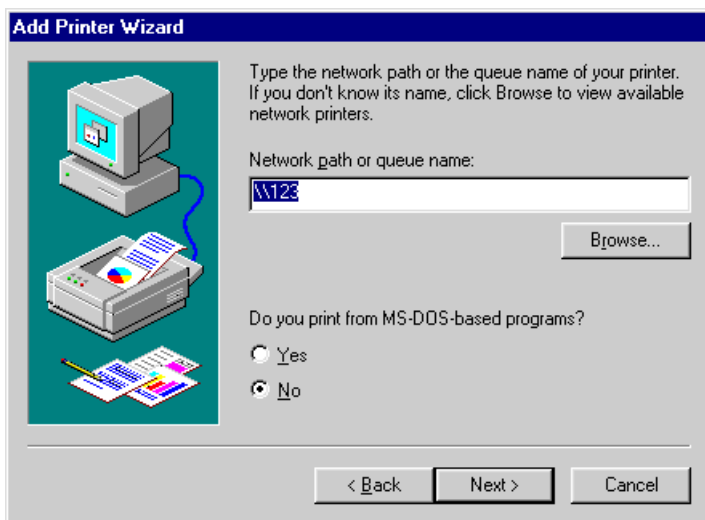 Add Printer Wizard
Type the network path or the queue name of your printer.
If you don't know its name, click Browse to view available
network printers.
Network path or queue name:
\\123
Browse...
Do you print from MS-DOS-based programs?
Yes
No
< Back
Next >
Cancel